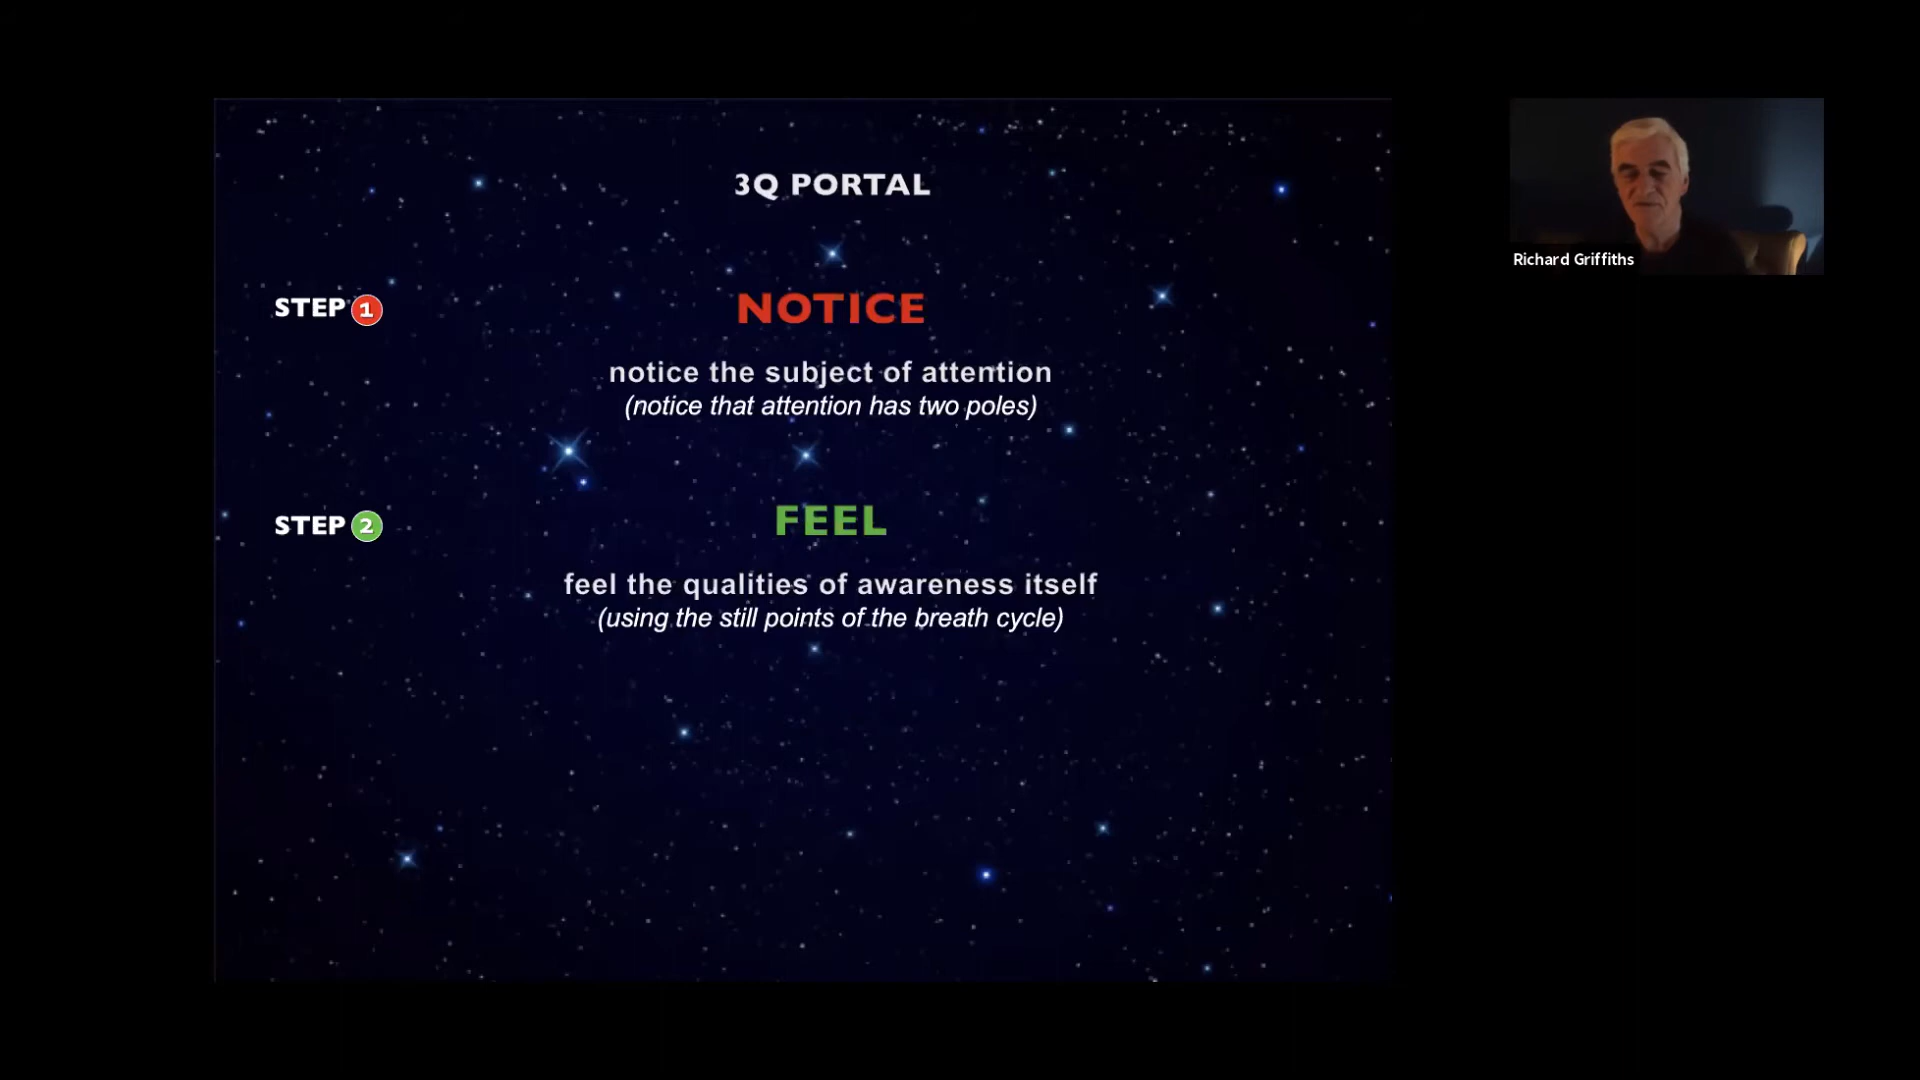 3Q PORTAL
STEP 1
NOTICE
notice the subject of attention
(notice that attention has two poles)
STEP 2
FEEL
feel the qualities of awareness itself
(using the still points of the breath cycle)
Richard Griffiths